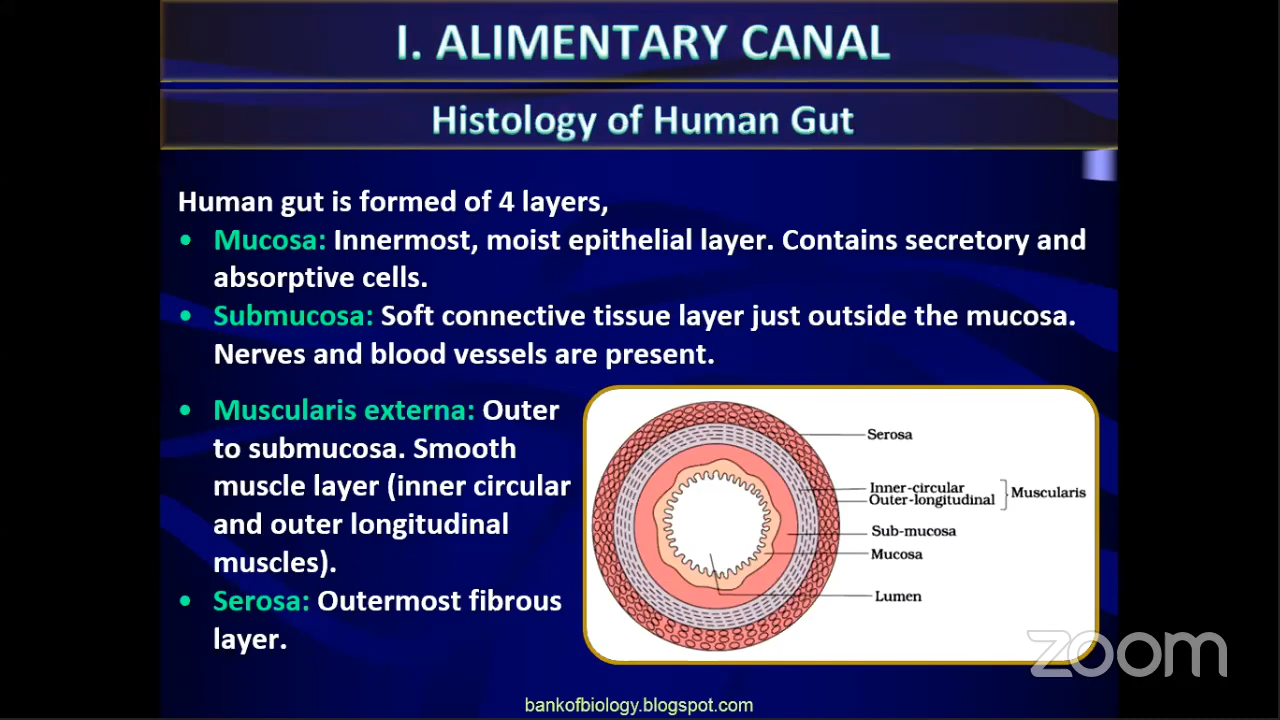 I. ALIMENTARY CANAL
Histology of Human Gut
Human gut is formed of 4 layers,
• Mucosa: Innermost, moist epithelial layer. Contains secretory and
absorptive cells.
• Submucosa: Soft connective tissue layer just outside the mucosa.
Nerves and blood vessels are present.
• Muscularis externa: Outer
to submucosa. Smooth
muscle layer (inner circular
and outer longitudinal
muscles).
• Serosa: Outermost fibrous
layer.
Serosa
Inner-circular
Outer-longitudinal
Muscularis
Sub-mucosa
Mucosa
Lumen
zoom
bankofbiology.blogspot.com